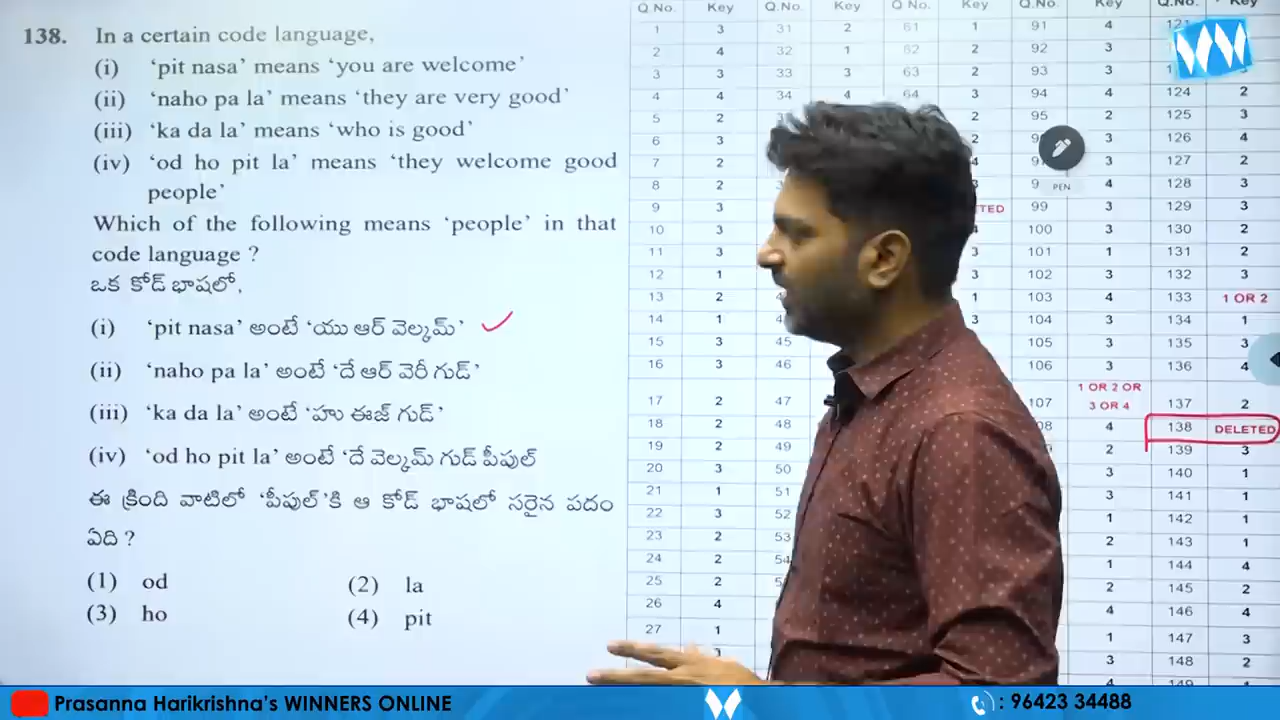 138. In a certain code language,
(i) ‘pit nasa’ means ‘you are welcome’
(ii) ‘naho pa la’ means ‘they are very good’
(iii) ‘ka da la’ means ‘who is good’
(iv) ‘od ho pit la’ means ‘they welcome good
people’
Which of the following means ‘people’ in that
code language ?
ఒక కోడ్ భాషలో,
(i) ‘pit nasa’ అంటే ‘యు ఆర్ వెల్కమ్’
(ii) ‘naho pa la’ అంటే ‘దే ఆర్ వెరీ గుడ్’
(iii) ‘ka da la’ అంటే ‘హు ఈజ్ గుడ్’
(iv) ‘od ho pit la’ అంటే ‘దే వెల్కమ్ గుడ్ పీపుల్
ఈ క్రింది వాటిలో ‘పీపుల్’కి ఆ కోడ్ భాషలో సరైన పదం
ఏది ?
(1) od (2) la
(3) ho (4) pit
Q.No. Key Q.No. Key Q.No. Key Q.No. Key Q.No. Key
1 3 31 2 61 1 91 4
2 4 32 1 62 2 92 3
3 3 33 3 63 2 93 3
4 4 34 4 64 3 94 4 124 2
5 2 2 95 2 125 3
6 3 2 3 126 4
7 2 3 127 2
8 2 3 4 128 3
9 3 99 3 129 3
10 3 100 3 130 2
11 3 3 101 1 131 2
12 1 3 102 3 132 3
13 2 1 103 4 133 1 OR 2
14 1 3 104 3 134 1
15 3 45 105 3 135 3
16 3 46 106 3 136 4
17 2 47 107 1 OR 2 OR 3 OR 4 137 2
18 2 48 4 138 DELETED
19 2 49 2 139 3
20 3 50 3 140 1
21 1 51 3 141 1
22 3 52 1 142 1
23 2 53 2 143 1
24 2 54 1 144 4
25 2 2 145 2
26 4 4 146 4
27 1 1 147 3
3 148 2
PEN
Prasanna Harikrishna's WINNERS ONLINE
: 96423 34488